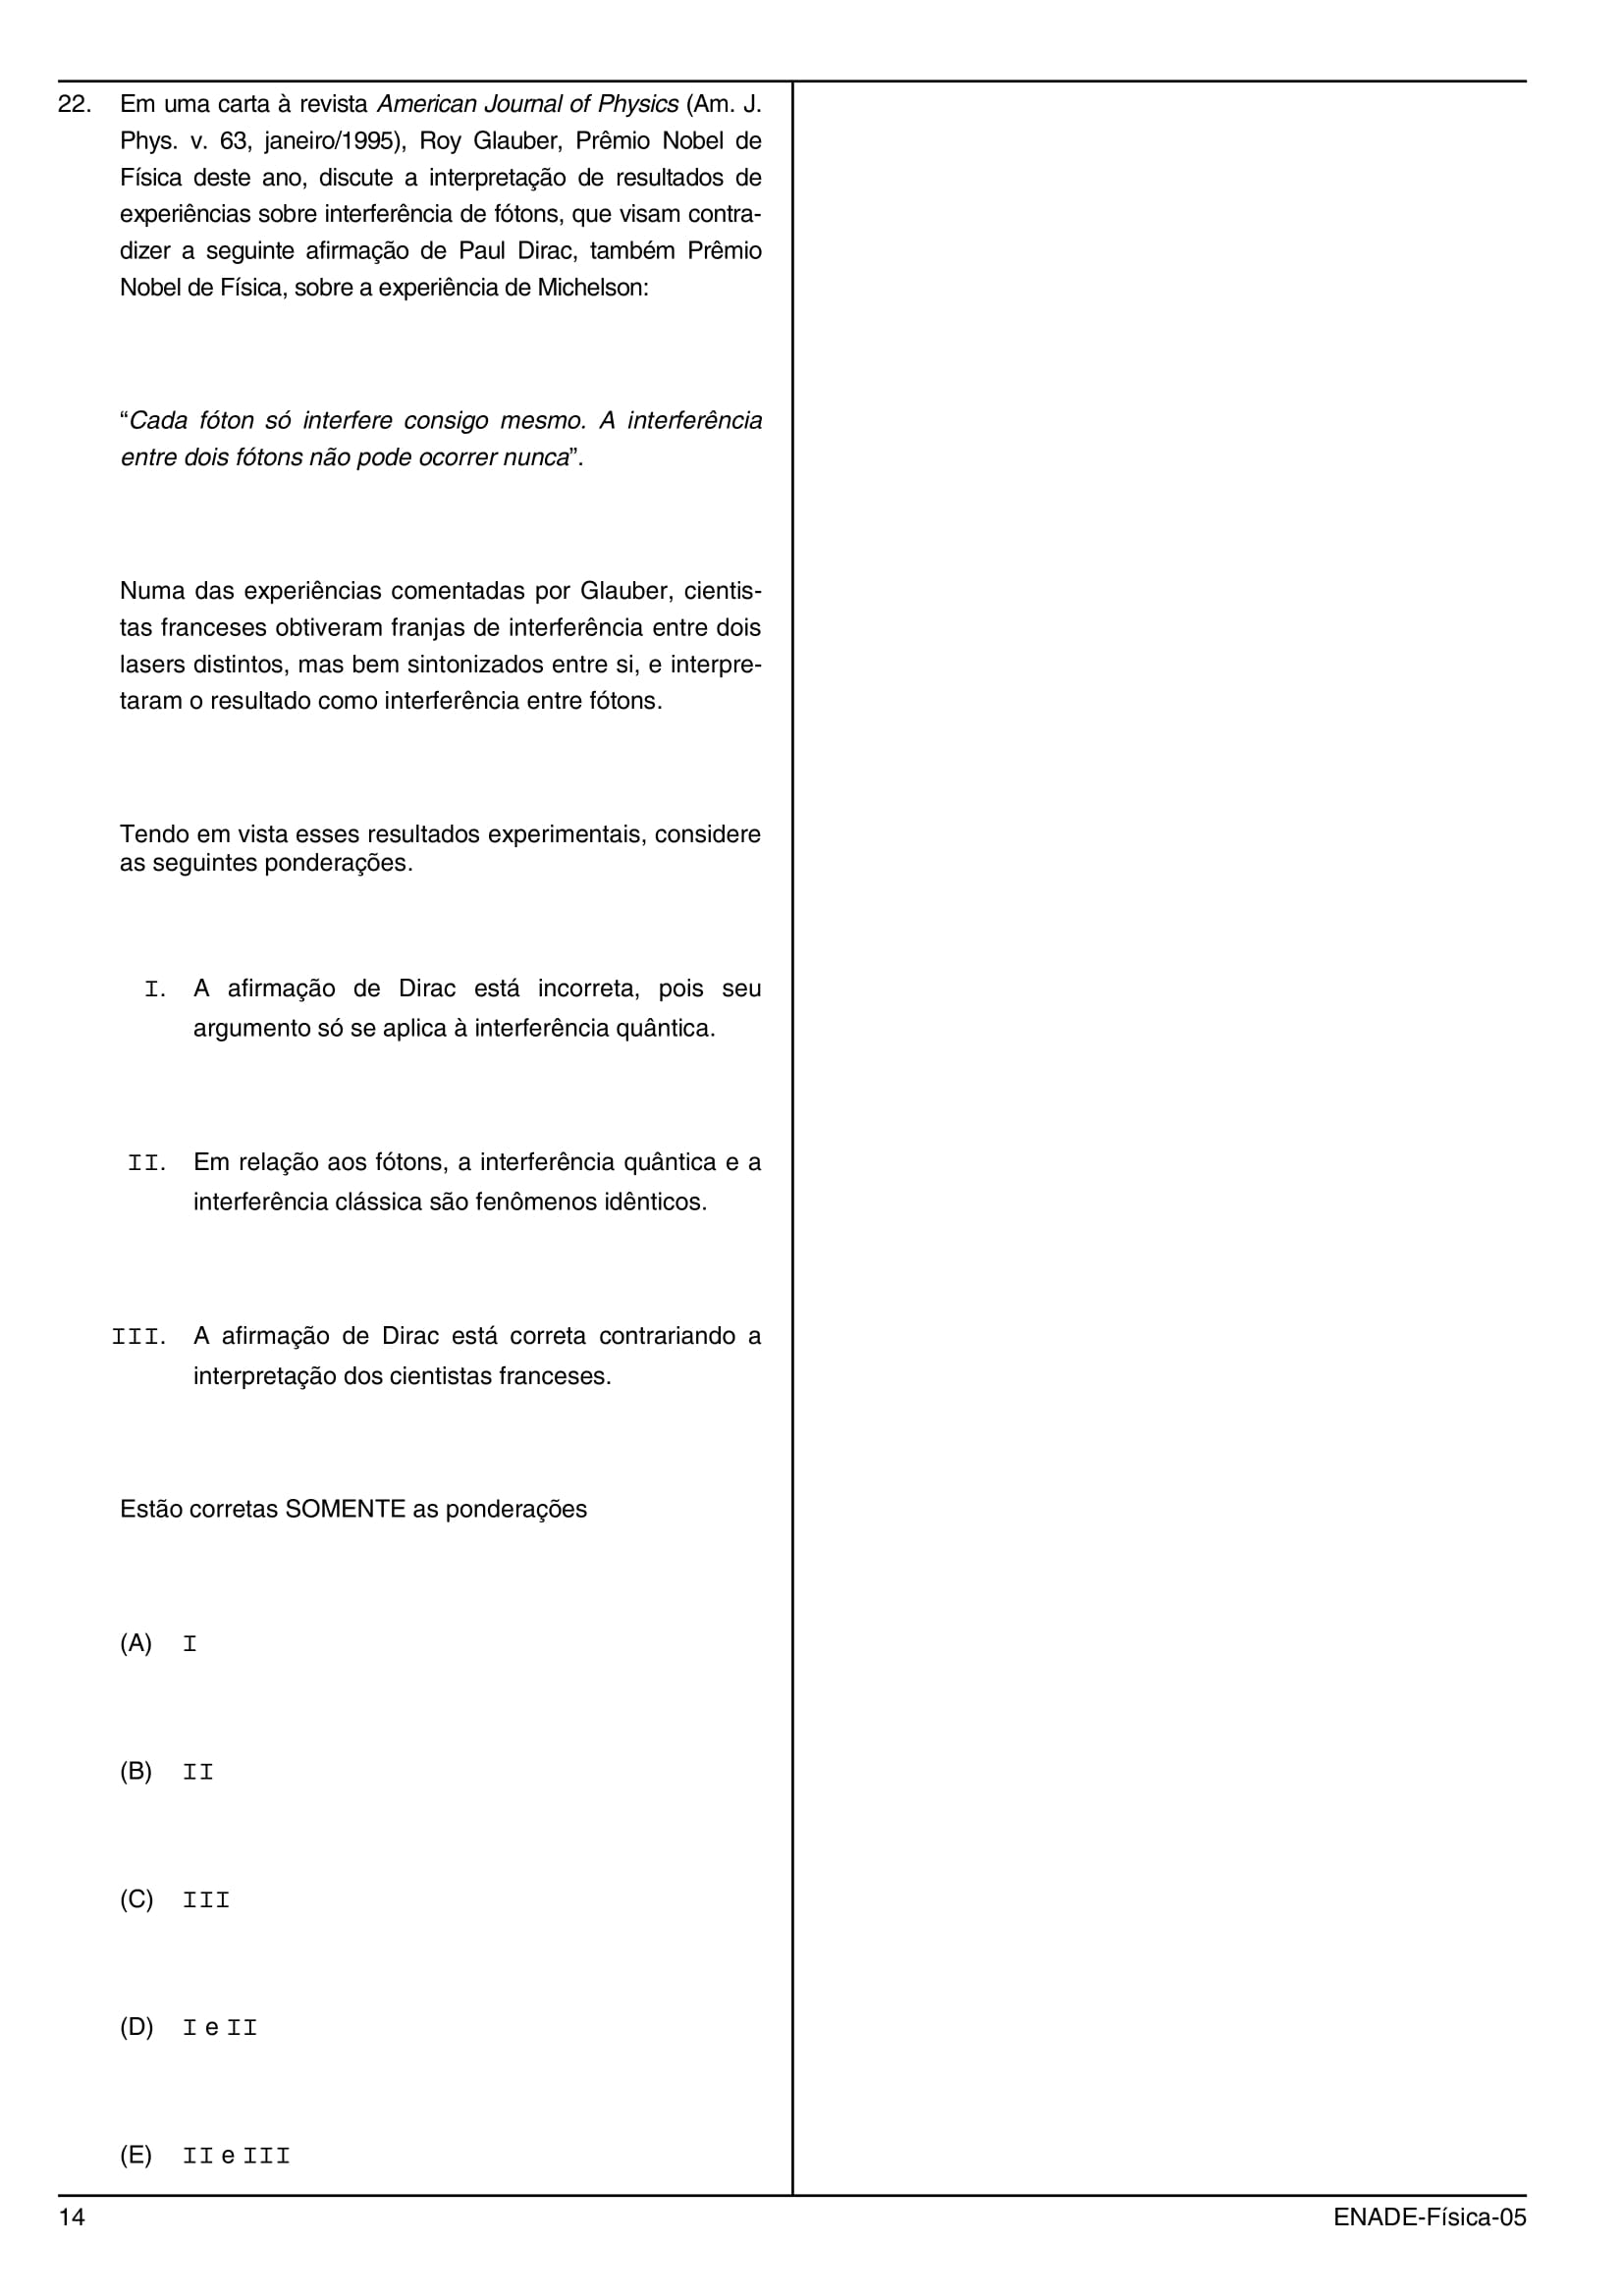 22. Em uma carta à revista American Journal of Physics (Am. J.
Phys. v. 63, janeiro/1995), Roy Glauber, Prêmio Nobel de
Física deste ano, discute a interpretação de resultados de
experiências sobre interferência de fótons, que visam contra-
dizer a seguinte afirmação de Paul Dirac, também Prêmio
Nobel de Física, sobre a experiência de Michelson:
“Cada fóton só interfere consigo mesmo. A interferência
entre dois fótons não pode ocorrer nunca”.
Numa das experiências comentadas por Glauber, cientis-
tas franceses obtiveram franjas de interferência entre dois
lasers distintos, mas bem sintonizados entre si, e interpre-
taram o resultado como interferência entre fótons.
Tendo em vista esses resultados experimentais, considere
as seguintes ponderações.
I. A afirmação de Dirac está incorreta, pois seu
argumento só se aplica à interferência quântica.
II. Em relação aos fótons, a interferência quântica e a
interferência clássica são fenômenos idênticos.
III. A afirmação de Dirac está correta contrariando a
interpretação dos cientistas franceses.
Estão corretas SOMENTE as ponderações
(A) I
(B) II
(C) III
(D) I e II
(E) II e III
14 ENADE-Física-05